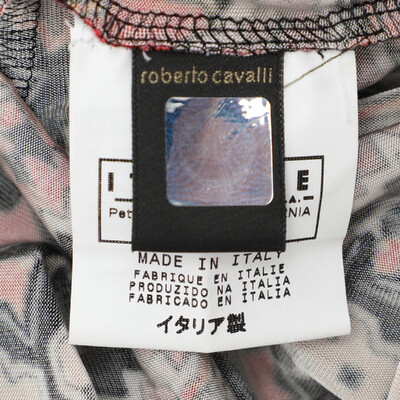 roberto cavalli
MADE IN ITALY
FABRIQUE EN ITALIE
PRODUZIDO NA ITALIA
FABRICADO EN ITALIA
イタリア製